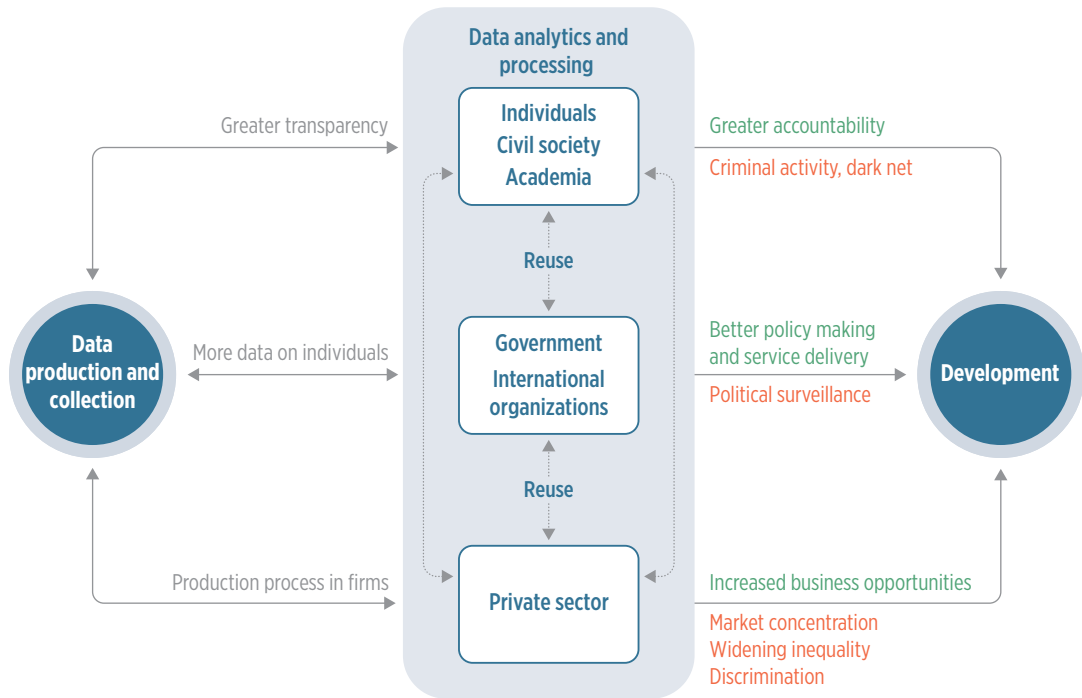 Data analytics and
processing
Individuals
Civil society
Academia
Greater transparency
Greater accountability
Criminal activity, dark net
Reuse
Data
production and
collection
More data on individuals
Government
International
organizations
Better policy making
and service delivery
Political surveillance
Development
Reuse
Production process in firms
Private sector
Increased business opportunities
Market concentration
Widening inequality
Discrimination